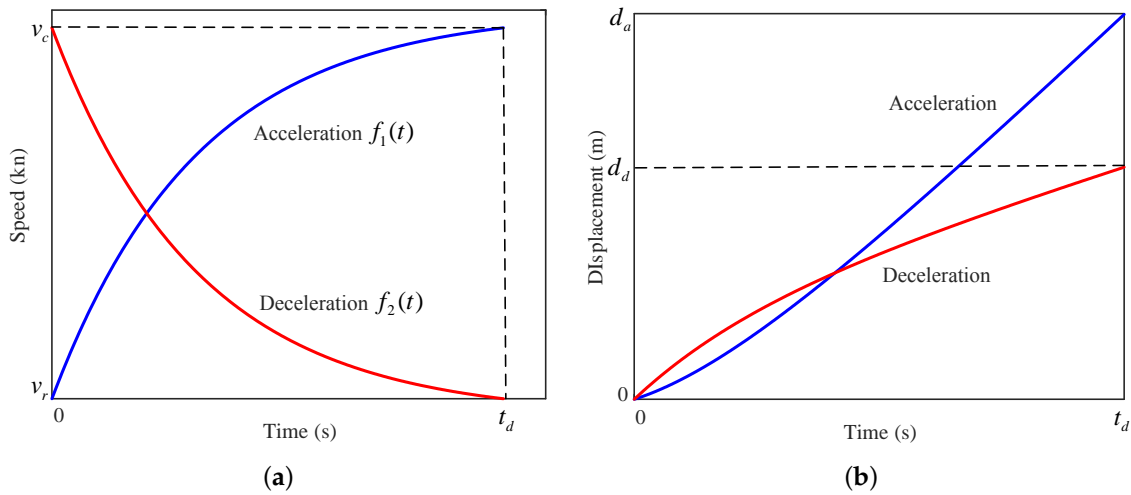 v_c
Speed (kn)
Acceleration f_1(t)
Deceleration f_2(t)
v_r
0
t_d
Time (s)
(a)
d_a
Acceleration
d_d
DIsplacement (m)
Deceleration
0
0
t_d
Time (s)
(b)